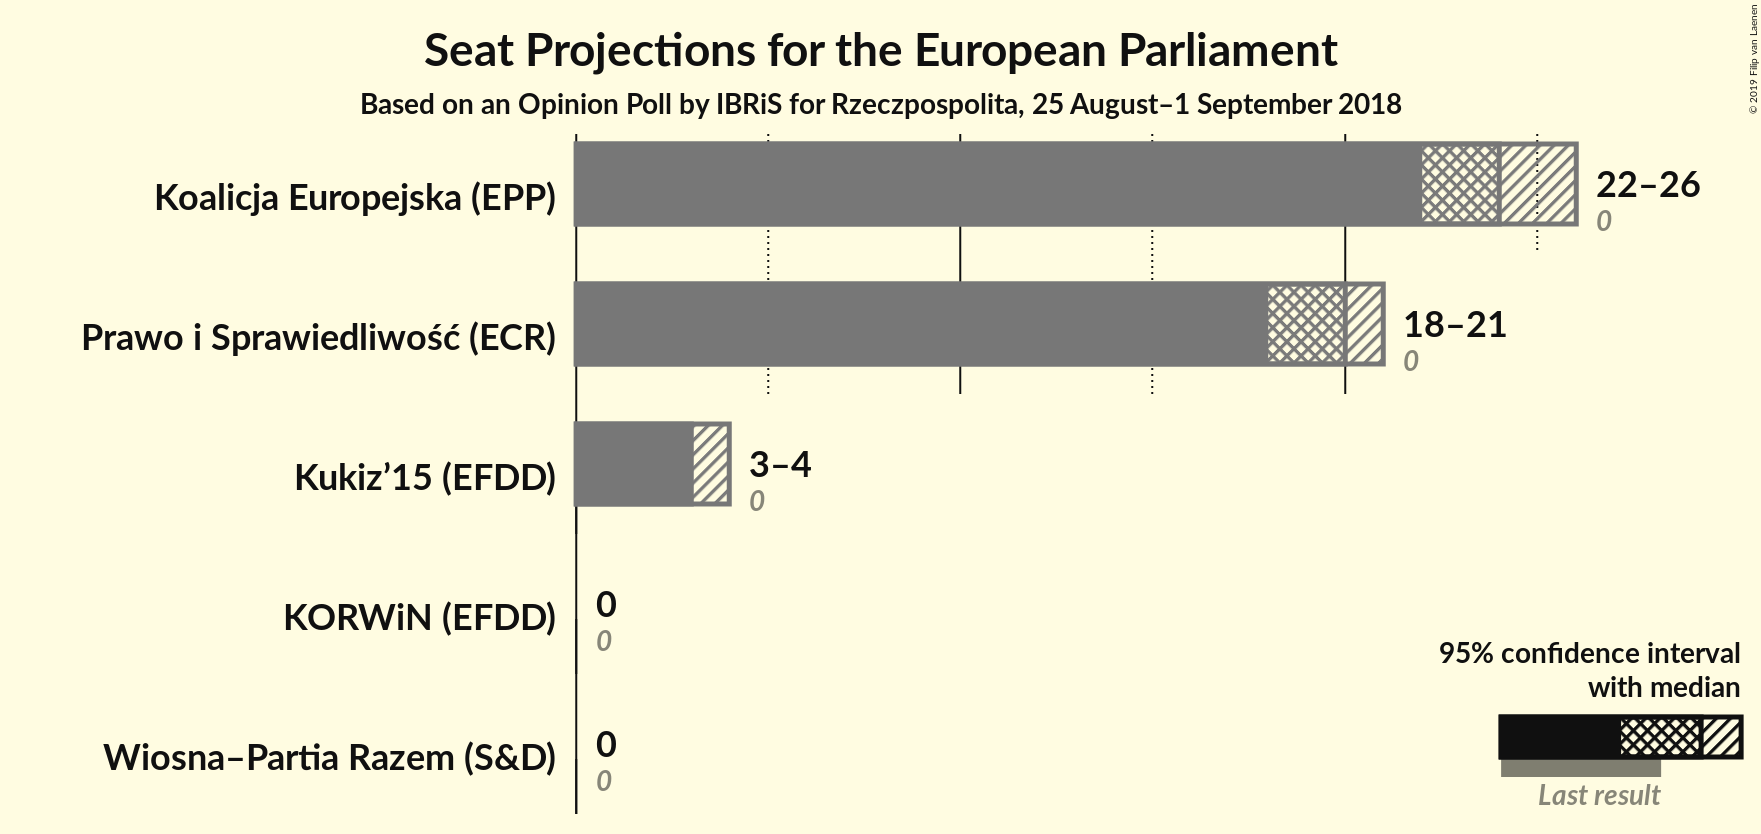 Seat Projections for the European Parliament
Based on an Opinion Poll by IBRiS for Rzeczpospolita, 25 August–1 September 2018
© 2019 Filip van Laenen
Koalicja Europejska (EPP)
22–26
0
Prawo i Sprawiedliwość (ECR)
18–21
0
Kukiz’15 (EFDD)
3–4
0
KORWiN (EFDD)
0
0
Wiosna–Partia Razem (S&D)
0
0
95% confidence interval
with median
Last result